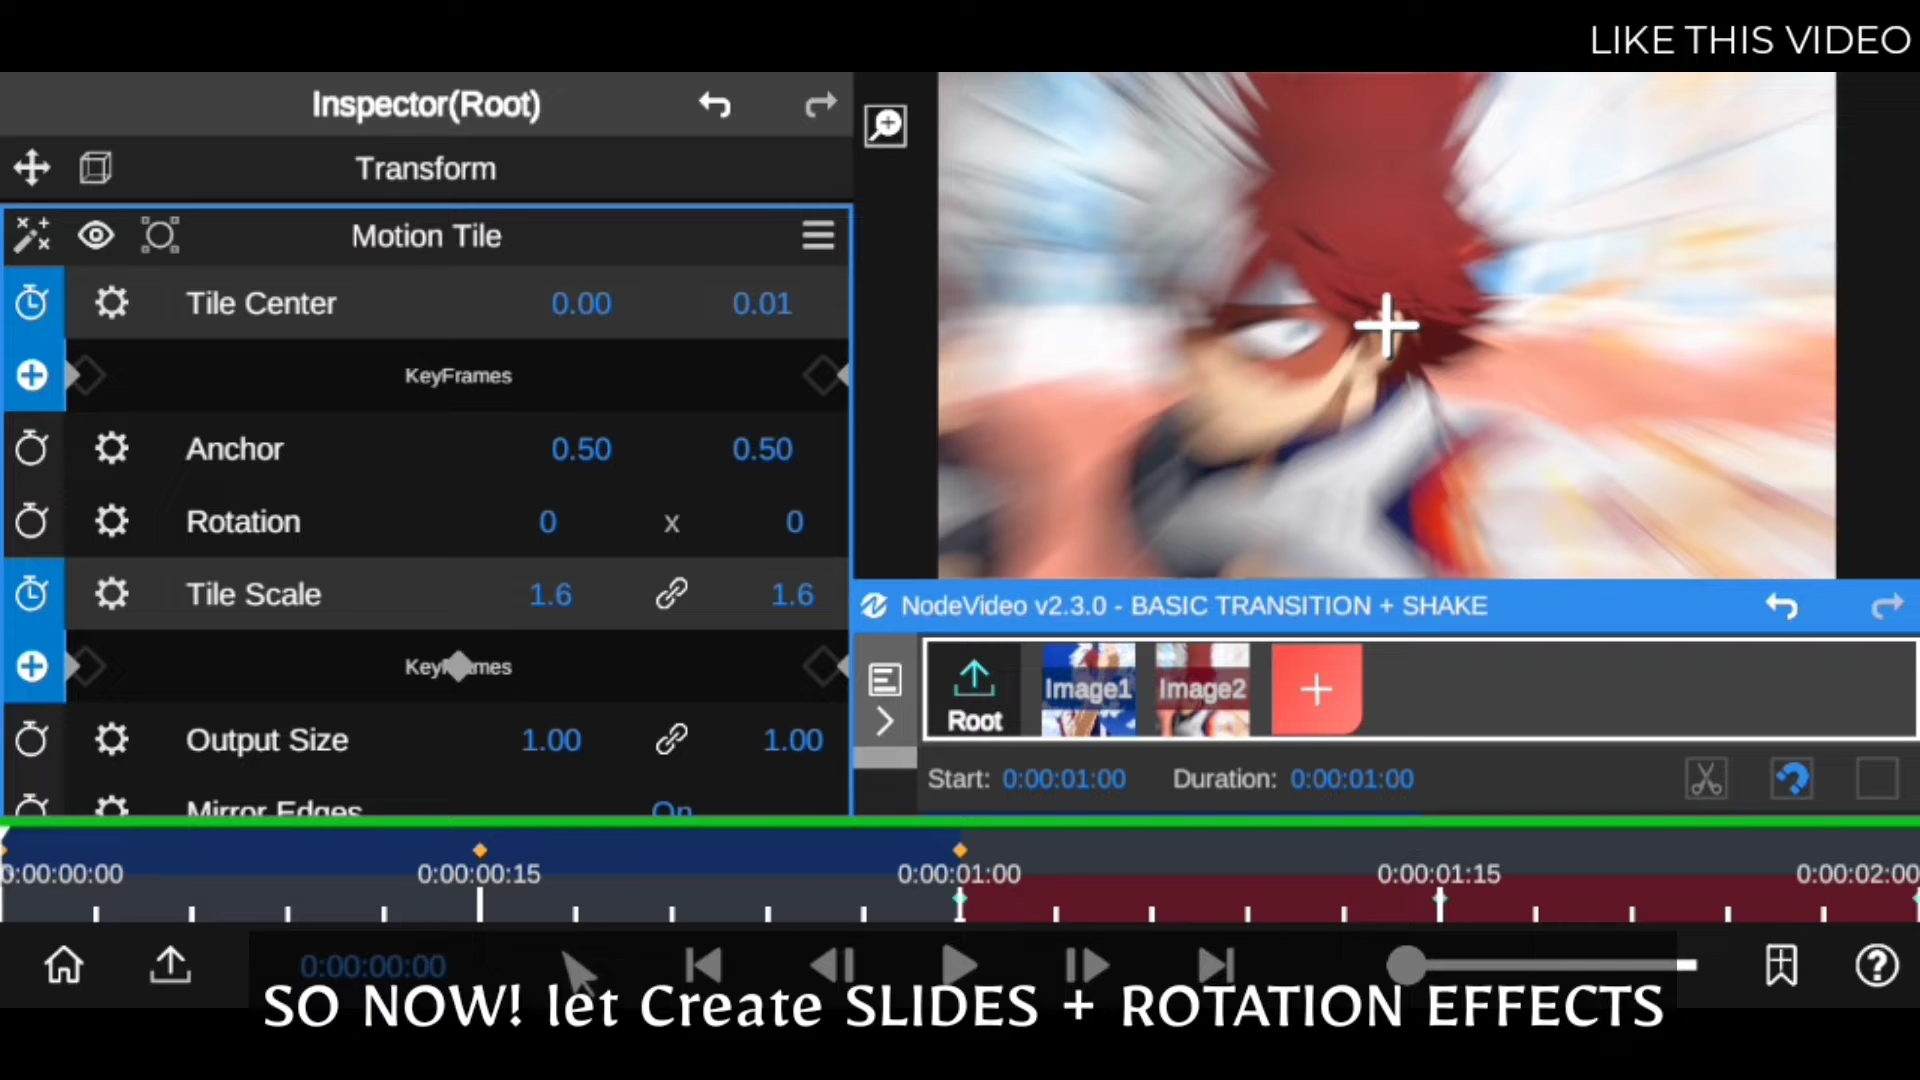 LIKE THIS VIDEO
Inspector(Root)
Transform
Motion Tile
Tile Center 0.00 0.01
KeyFrames
Anchor 0.50 0.50
Rotation 0 x 0
Tile Scale 1.6 1.6
KeyFrames
Output Size 1.00 1.00
Mirror Edges On
NodeVideo v2.3.0 - BASIC TRANSITION + SHAKE
Root Image1 Image2
Start: 0:00:01:00 Duration: 0:00:01:00
0:00:00:00 0:00:00:15 0:00:01:00 0:00:01:15 0:00:02:00
0:00:00:00
SO NOW! let Create SLIDES + ROTATION EFFECTS